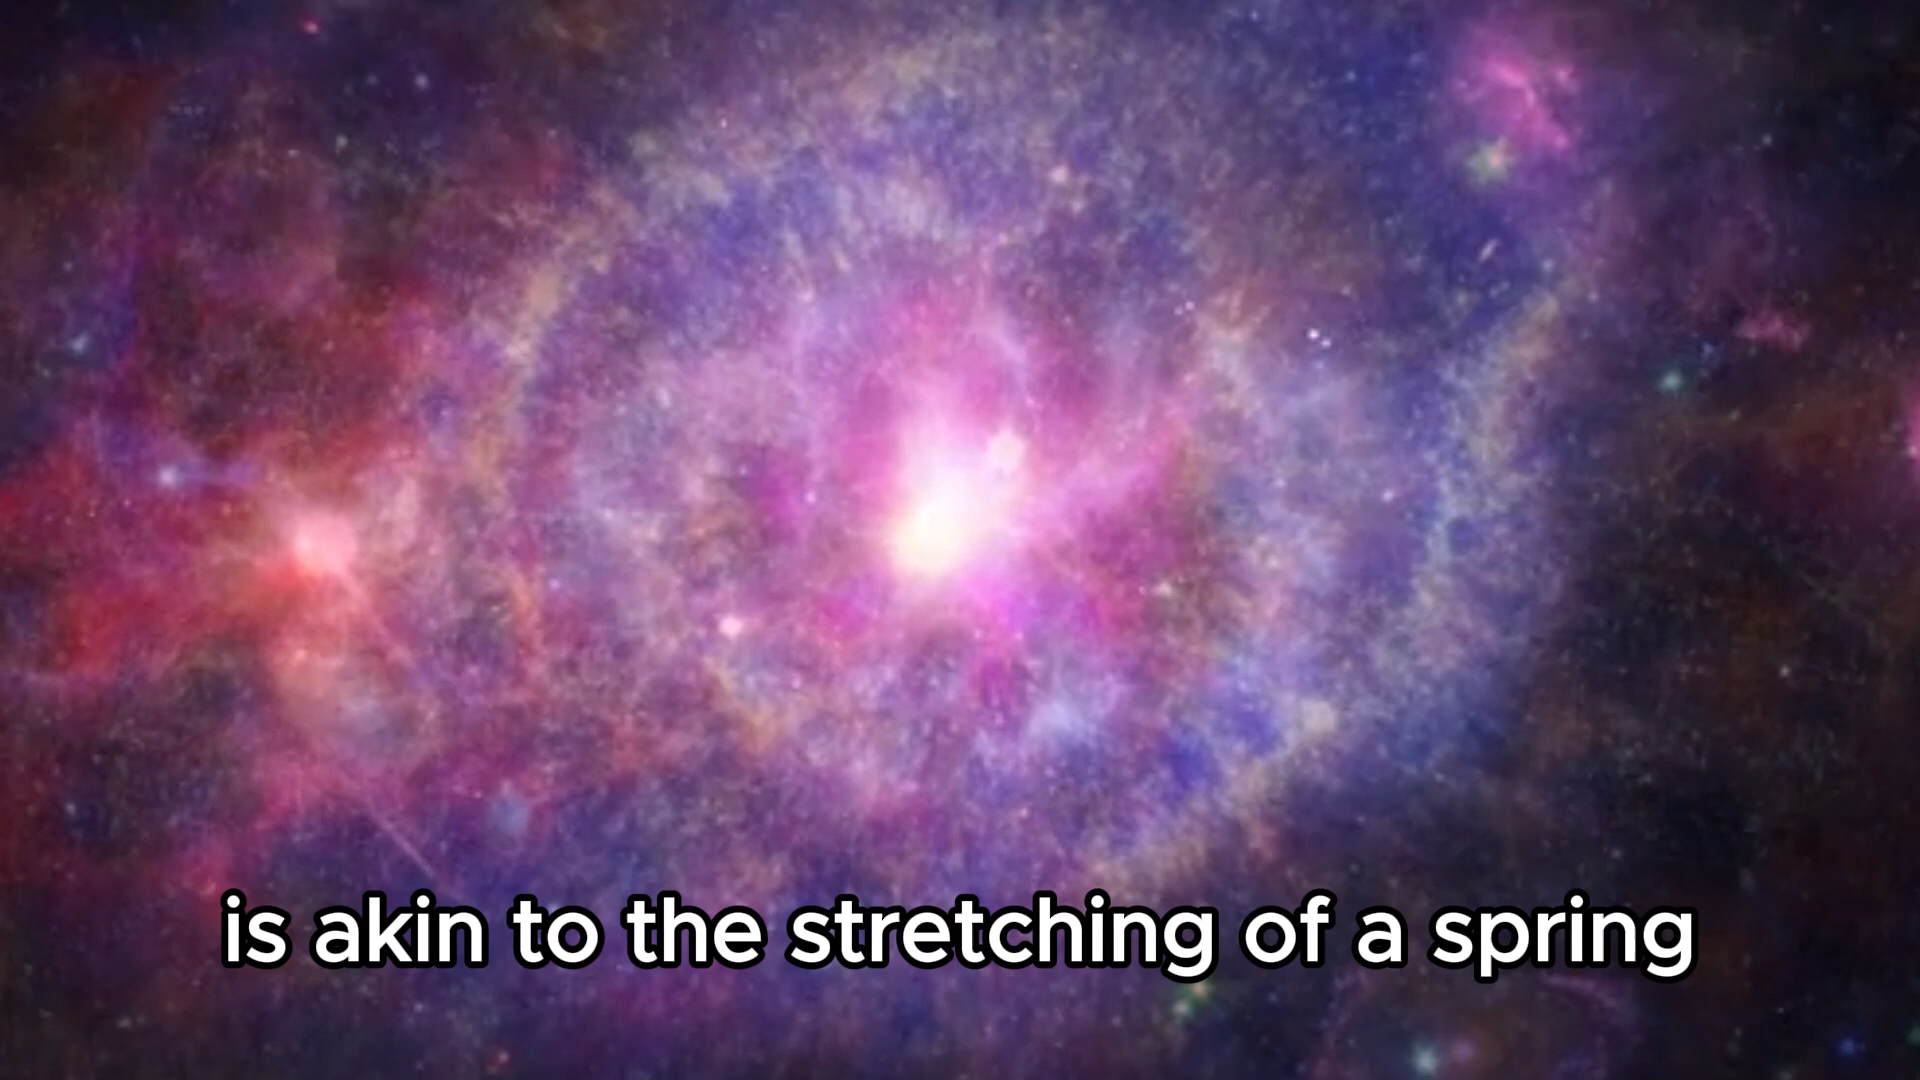 is akin to the stretching of a spring